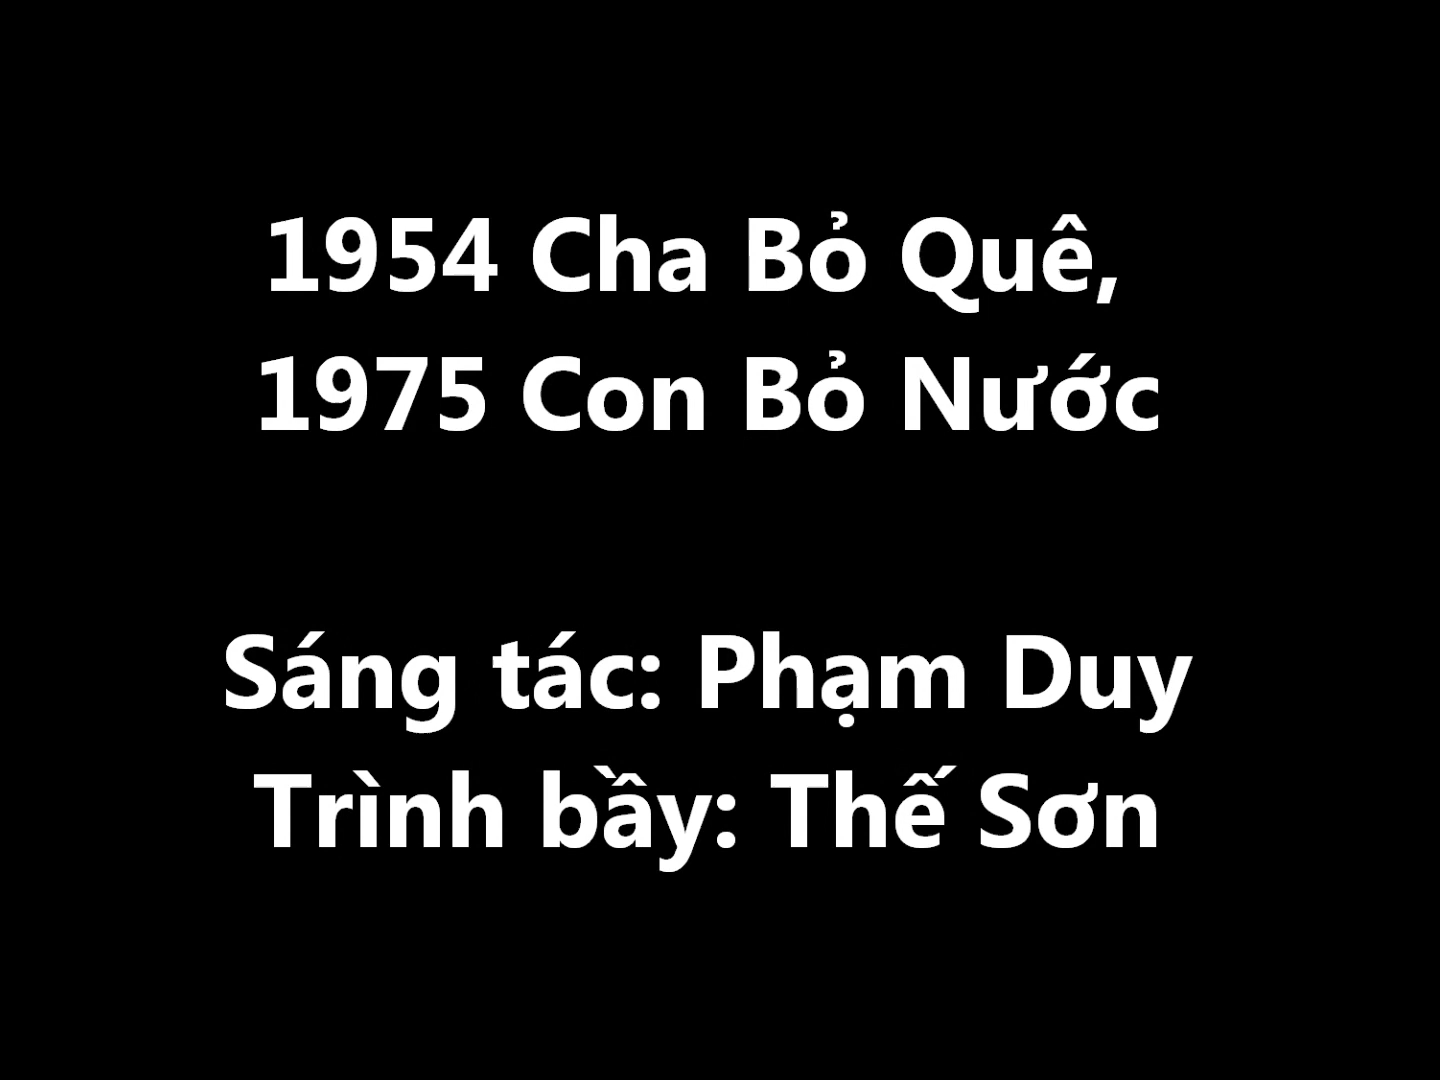 1954 Cha Bỏ Quê,
1975 Con Bỏ Nước
Sáng tác: Phạm Duy
Trình bầy: Thế Sơn